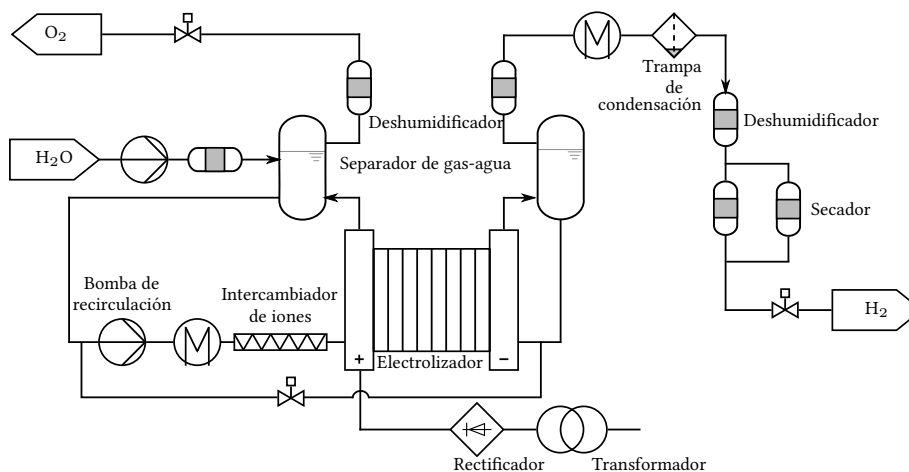 O₂
Trampa
de
condensación
Deshumidificador
Deshumidificador
H₂O
Separador de gas-agua
Secador
Bomba de
recirculación
Intercambiador
de iones
H₂
+
Electrolizador
−
Rectificador
Transformador